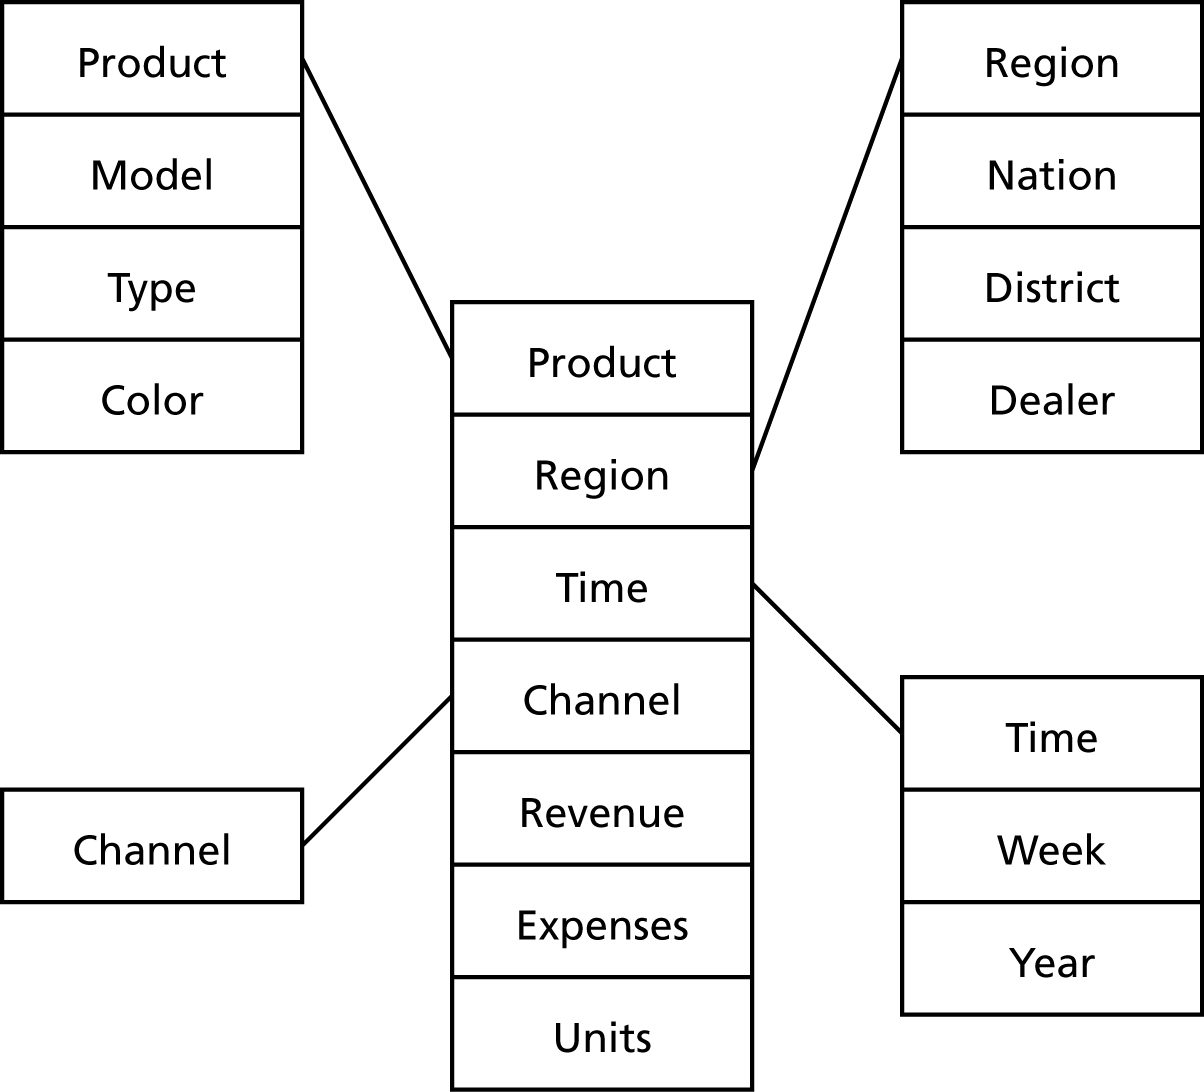 Product
Model
Type
Color
Region
Nation
District
Dealer
Product
Region
Time
Channel
Revenue
Expenses
Units
Channel
Time
Week
Year